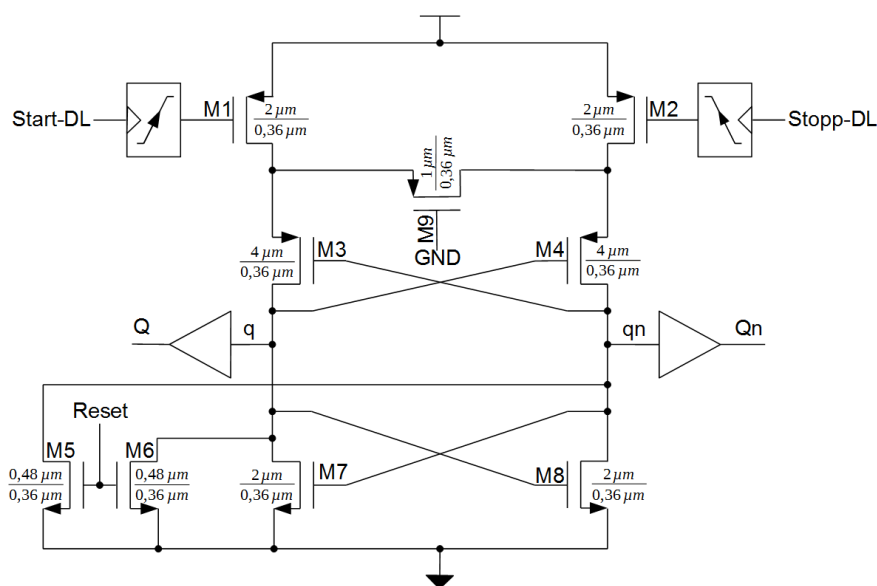 Start-DL
M1
2 µm
0,36 µm
2 µm
0,36 µm
M2
Stopp-DL
1 µm
0,36 µm
M9
GND
4 µm
0,36 µm
M3
M4
4 µm
0,36 µm
Q
q
qn
Qn
Reset
M5
0,48 µm
0,36 µm
M6
0,48 µm
0,36 µm
2 µm
0,36 µm
M7
M8
2 µm
0,36 µm